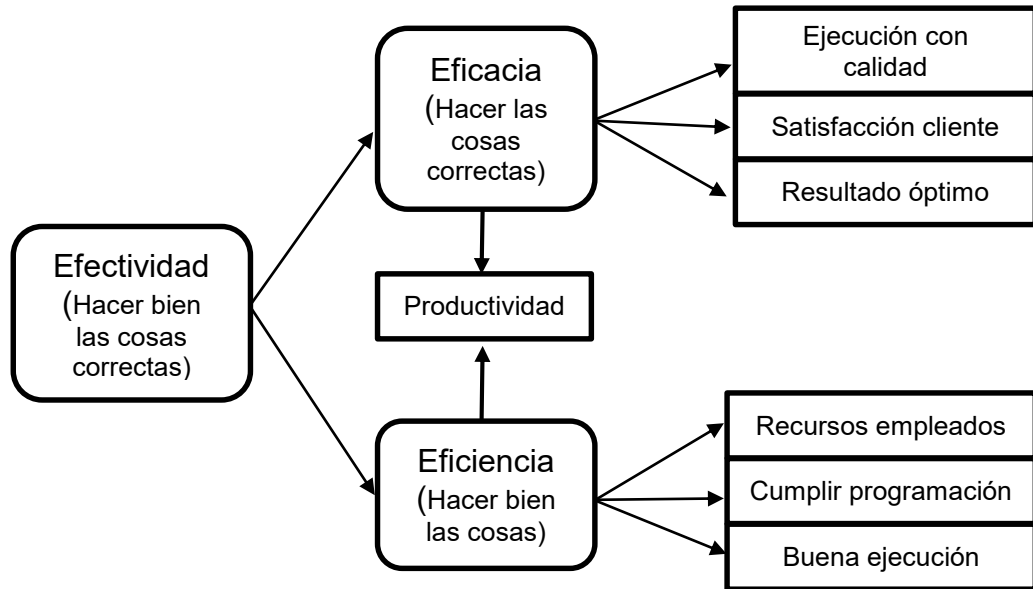 Efectividad
(Hacer bien
las cosas
correctas)
Eficacia
(Hacer las
cosas
correctas)
Productividad
Eficiencia
(Hacer bien
las cosas)
Ejecución con
calidad
Satisfacción cliente
Resultado óptimo
Recursos empleados
Cumplir programación
Buena ejecución